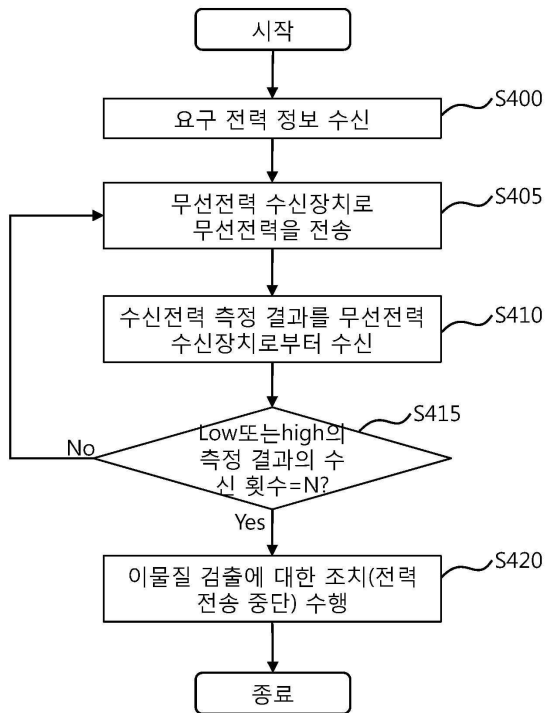 시작
요구 전력 정보 수신
S400
무선전력 수신장치로
무선전력을 전송
S405
수신전력 측정 결과를 무선전력
수신장치로부터 수신
S410
Low또는high의
측정 결과의 수
신 횟수=N?
S415
No
Yes
이물질 검출에 대한 조치(전력
전송 중단) 수행
S420
종료